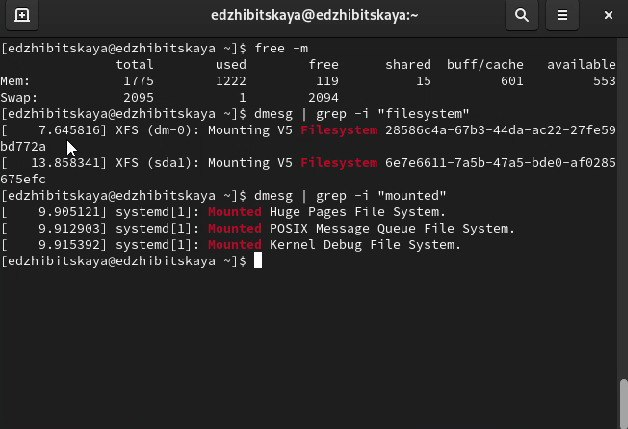 edzhibitskaya@edzhibitskaya:~
[edzhibitskaya@edzhibitskaya ~]$ free -m
              total        used        free      shared  buff/cache   available
Mem:           1775        1222         119          15         601         553
Swap:          2095           1        2094
[edzhibitskaya@edzhibitskaya ~]$ dmesg | grep -i "filesystem"
[    7.645816] XFS (dm-0): Mounting V5 Filesystem 28586c4a-67b3-44da-ac22-27fe59
bd772a
[   13.858341] XFS (sda1): Mounting V5 Filesystem 6e7e6611-7a5b-47a5-bde0-af0285
675efc
[edzhibitskaya@edzhibitskaya ~]$ dmesg | grep -i "mounted"
[    9.905121] systemd[1]: Mounted Huge Pages File System.
[    9.912903] systemd[1]: Mounted POSIX Message Queue File System.
[    9.915392] systemd[1]: Mounted Kernel Debug File System.
[edzhibitskaya@edzhibitskaya ~]$